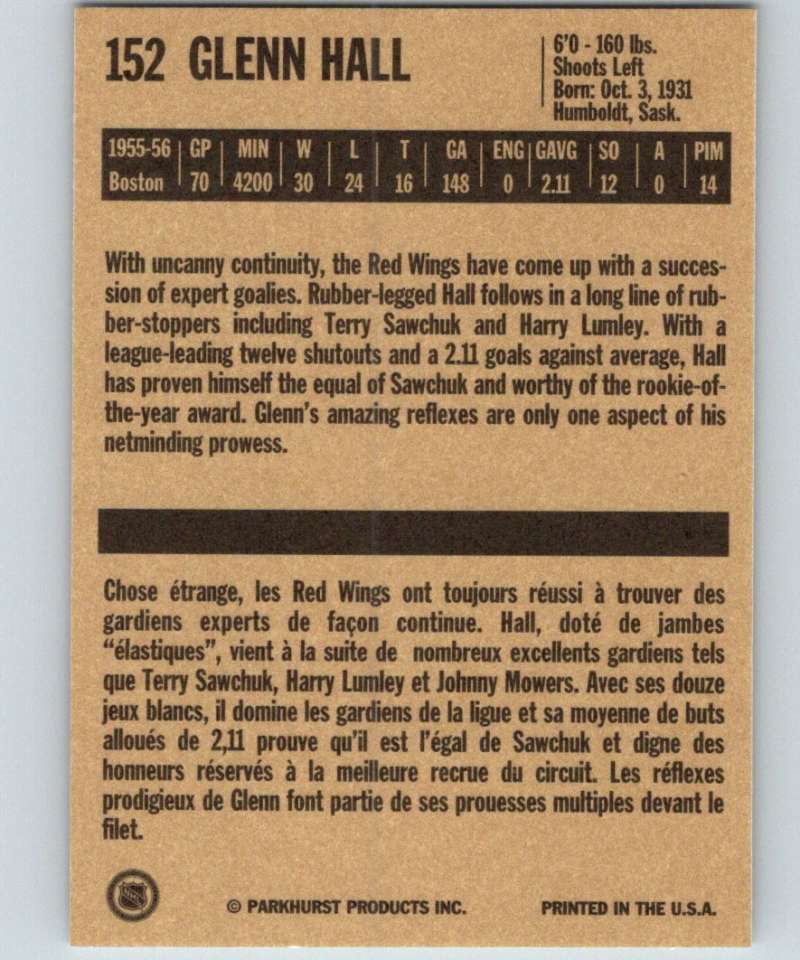 152 GLENN HALL
6'0 - 160 lbs.
Shoots Left
Born: Oct. 3, 1931
Humboldt, Sask.
1955-56 GP MIN W L T GA ENG GAVG SO A PIM
Boston 70 4200 30 24 16 148 0 2.11 12 0 14
With uncanny continuity, the Red Wings have come up with a succes-
sion of expert goalies. Rubber-legged Hall follows in a long line of rub-
ber-stoppers including Terry Sawchuk and Harry Lumley. With a
league-leading twelve shutouts and a 2.11 goals against average, Hall
has proven himself the equal of Sawchuk and worthy of the rookie-of-
the-year award. Glenn's amazing reflexes are only one aspect of his
netminding prowess.
Chose étrange, les Red Wings ont toujours réussi à trouver des
gardiens experts de façon continue. Hall, doté de jambes
"élastiques", vient à la suite de nombreux excellents gardiens tels
que Terry Sawchuk, Harry Lumley et Johnny Mowers. Avec ses douze
jeux blancs, il domine les gardiens de la ligue et sa moyenne de buts
alloués de 2,11 prouve qu'il est l'égal de Sawchuk et digne des
honneurs réservés à la meilleure recrue du circuit. Les réflexes
prodigieux de Glenn font partie de ses prouesses multiples devant le
filet.
© PARKHURST PRODUCTS INC. PRINTED IN THE U.S.A.